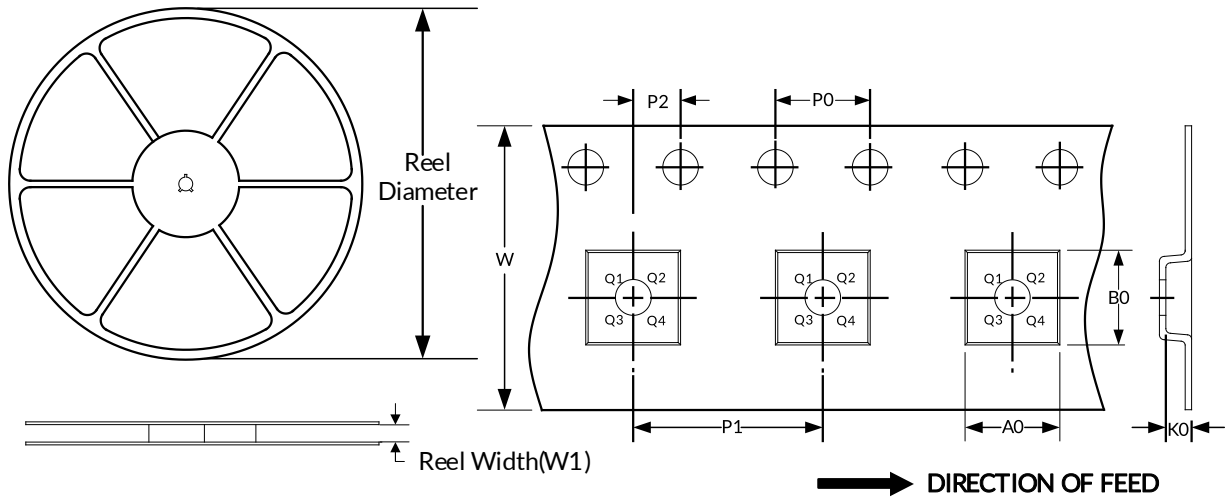 Reel
Diameter
Reel Width(W1)
P2
P0
W
Q1 Q2
Q3 Q4
Q1 Q2
Q3 Q4
Q1 Q2
Q3 Q4
B0
P1
A0
K0
DIRECTION OF FEED